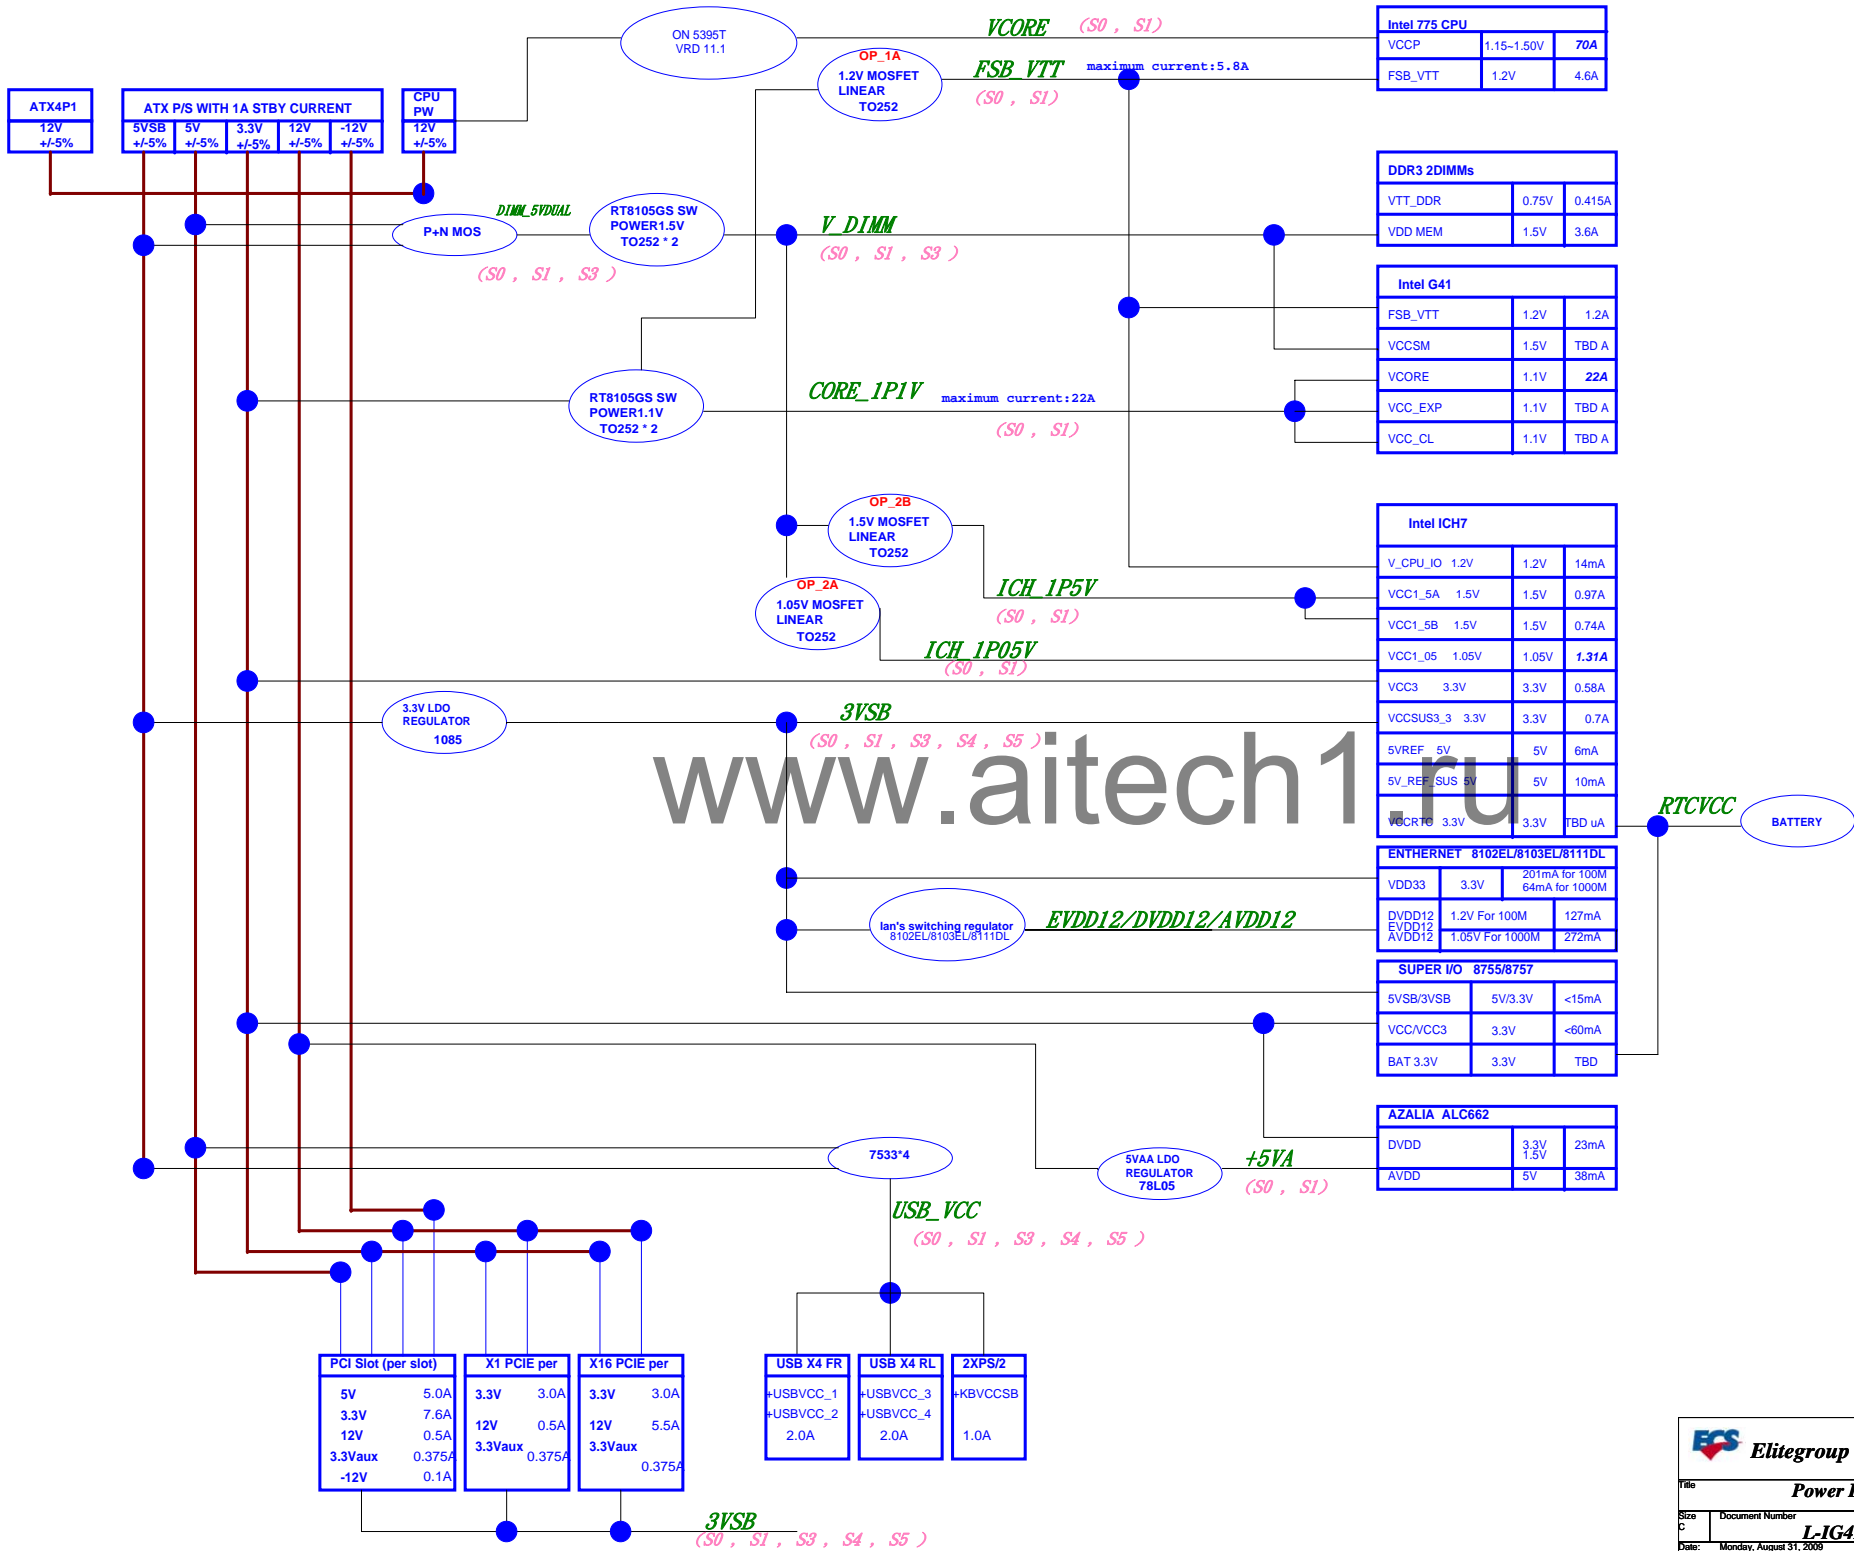 ON 5395T
VRD 11.1
VCORE (S0 , S1)
Intel 775 CPU
VCCP 1.15~1.50V 70A
FSB_VTT 1.2V 4.6A
OP_1A
1.2V MOSFET
LINEAR
TO252
FSB_VTT maximum current:5.8A
(S0 , S1)
ATX4P1
12V
+/-5%
ATX P/S WITH 1A STBY CURRENT
5VSB 5V 3.3V 12V -12V
+/-5% +/-5% +/-5% +/-5% +/-5%
CPU
PW
12V
+/-5%
DIMM_5VDUAL
P+N MOS
(S0 , S1 , S3 )
RT8105GS SW
POWER1.5V
TO252 * 2
V_DIMM
(S0 , S1 , S3 )
DDR3 2DIMMs
VTT_DDR 0.75V 0.415A
VDD MEM 1.5V 3.6A
Intel G41
FSB_VTT 1.2V 1.2A
VCCSM 1.5V TBD A
VCORE 1.1V 22A
VCC_EXP 1.1V TBD A
VCC_CL 1.1V TBD A
RT8105GS SW
POWER1.1V
TO252 * 2
CORE_1P1V maximum current:22A
(S0 , S1)
OP_2B
1.5V MOSFET
LINEAR
TO252
OP_2A
1.05V MOSFET
LINEAR
TO252
ICH_1P5V
(S0 , S1)
ICH_1P05V
(S0 , S1)
Intel ICH7
V_CPU_IO 1.2V 1.2V 14mA
VCC1_5A 1.5V 1.5V 0.97A
VCC1_5B 1.5V 1.5V 0.74A
VCC1_05 1.05V 1.05V 1.31A
VCC3 3.3V 3.3V 0.58A
VCCSUS3_3 3.3V 3.3V 0.7A
5VREF 5V 5V 6mA
5V_REF_SUS 5V 5V 10mA
VCCRTC 3.3V 3.3V TBD uA
3.3V LDO
REGULATOR
1085
3VSB
(S0 , S1 , S3 , S4 , S5 )
www.aitech1.ru
RTCVCC
BATTERY
ENTHERNET 8102EL/8103EL/8111DL
VDD33 3.3V 201mA for 100M
64mA for 1000M
DVDD12 1.2V For 100M 127mA
EVDD12
AVDD12 1.05V For 1000M 272mA
lan's switching regulator
8102EL/8103EL/8111DL
EVDD12/DVDD12/AVDD12
SUPER I/O 8755/8757
5VSB/3VSB 5V/3.3V <15mA
VCC/VCC3 3.3V <60mA
BAT 3.3V 3.3V TBD
AZALIA ALC662
DVDD 3.3V 23mA
1.5V
AVDD 5V 38mA
7533*4
5VAA LDO
REGULATOR
78L05
+5VA
(S0 , S1)
USB_VCC
(S0 , S1 , S3 , S4 , S5 )
PCI Slot (per slot)
5V 5.0A
3.3V 7.6A
12V 0.5A
3.3Vaux 0.375A
-12V 0.1A
X1 PCIE per
3.3V 3.0A
12V 0.5A
3.3Vaux
0.375A
X16 PCIE per
3.3V 3.0A
12V 5.5A
3.3Vaux
0.375A
USB X4 FR
+USBVCC_1
+USBVCC_2
2.0A
USB X4 RL
+USBVCC_3
+USBVCC_4
2.0A
2XPS/2
+KBVCCSB
1.0A
3VSB
(S0 , S1 , S3 , S4 , S5 )
ECS Elitegroup
Title
Power
Size Document Number
C
L-IG4
Date: Monday, August 31, 2009